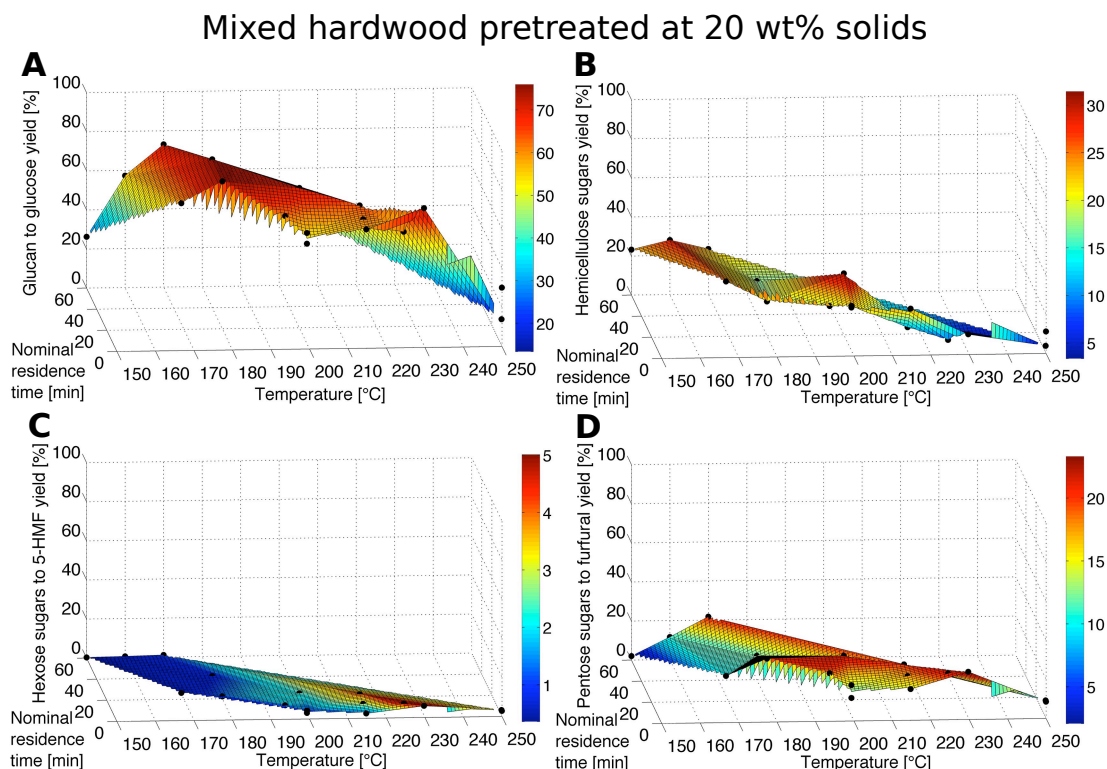 Mixed hardwood pretreated at 20 wt% solids
A
Glucan to glucose yield [%]
100
80
60
40
20
0
60
40
20
0
Nominal
residence
time [min]
150 160 170 180 190 200 210 220 230 240 250
Temperature [°C]
70
60
50
40
30
20
B
Hemicellulose sugars yield [%]
100
80
60
40
20
0
60
40
20
Nominal
residence
time [min]
150 160 170 180 190 200 210 220 230 240 250
Temperature [°C]
30
25
20
15
10
5
C
Hexose sugars to 5-HMF yield [%]
100
80
60
40
20
0
60
40
20
0
Nominal
residence
time [min]
150 160 170 180 190 200 210 220 230 240 250
Temperature [°C]
5
4
3
2
1
D
Pentose sugars to furfural yield [%]
100
80
60
40
20
0
60
40
20
Nominal
residence
time [min]
150 160 170 180 190 200 210 220 230 240 250
Temperature [°C]
20
15
10
5